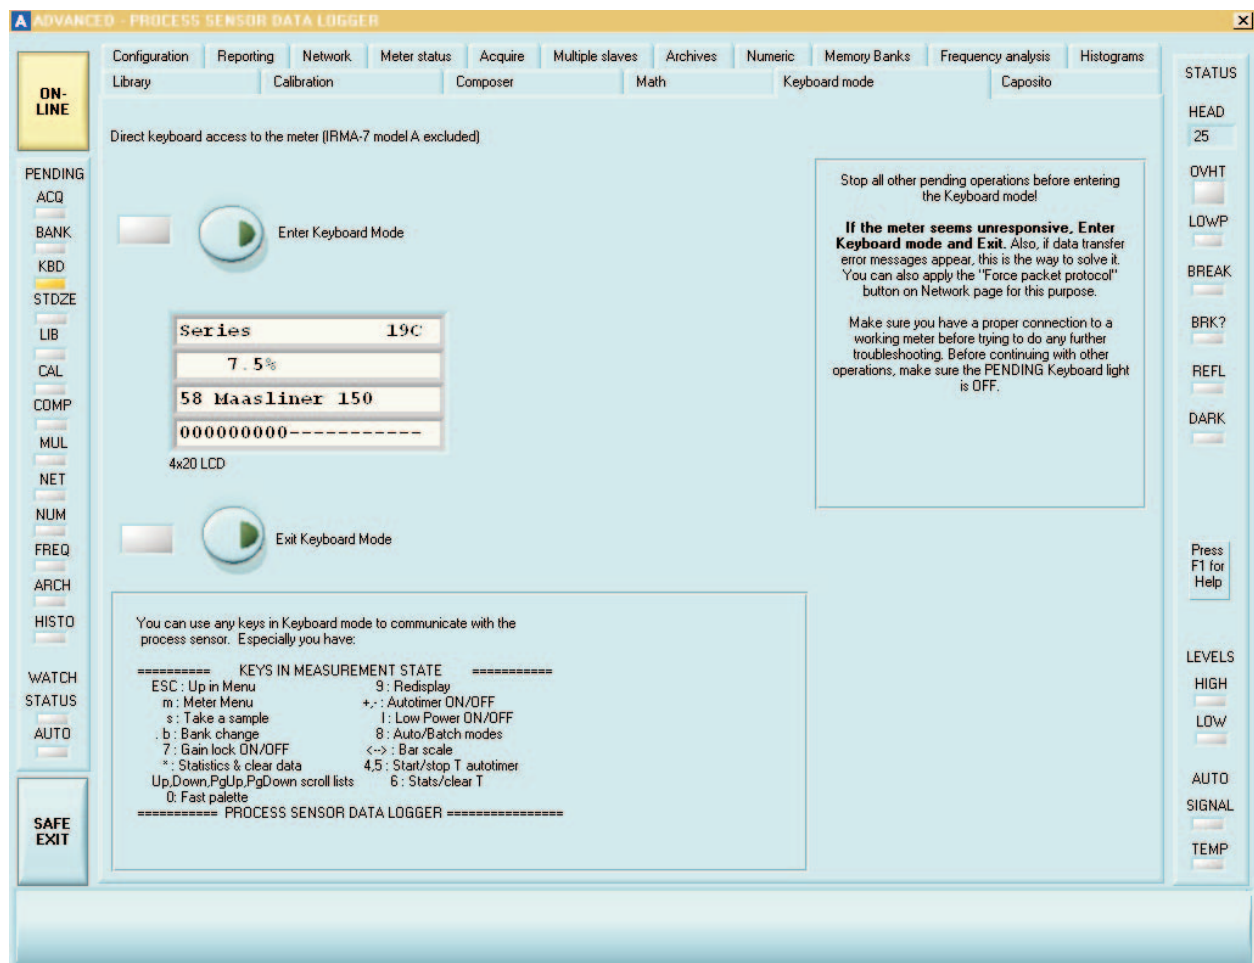 A ADVANCED - PROCESS SENSOR DATA LOGGER
Configuration Reporting Network Meter status Acquire Multiple slaves Archives Numeric Memory Banks Frequency analysis Histograms
Library Calibration Composer Math Keyboard mode Caposito
ON-
LINE
PENDING
ACQ
BANK
KBD
STDZE
LIB
CAL
COMP
MUL
NET
NUM
FREQ
ARCH
HISTO
WATCH
STATUS
AUTO
SAFE
EXIT
Direct keyboard access to the meter (IRMA-7 model A excluded)
Enter Keyboard Mode
Series 19C
7.5%
58 Maasliner 150
000000000-----------
4x20 LCD
Exit Keyboard Mode
Stop all other pending operations before entering
the Keyboard mode!
If the meter seems unresponsive, Enter
Keyboard mode and Exit. Also, if data transfer
error messages appear, this is the way to solve it.
You can also apply the "Force packet protocol"
button on Network page for this purpose.
Make sure you have a proper connection to a
working meter before trying to do any further
troubleshooting. Before continuing with other
operations, make sure the PENDING Keyboard light
is OFF.
You can use any keys in Keyboard mode to communicate with the
process sensor. Especially you have:
========== KEYS IN MEASUREMENT STATE ===========
ESC : Up in Menu 9 : Redisplay
m : Meter Menu +,- : Autotimer ON/OFF
s : Take a sample l : Low Power ON/OFF
. b : Bank change 8 : Auto/Batch modes
7 : Gain lock ON/OFF <--> : Bar scale
* : Statistics & clear data 4,5 : Start/stop T autotimer
Up,Down,PgUp,PgDown scroll lists 6 : Stats/clear T
0: Fast palette
=========== PROCESS SENSOR DATA LOGGER ================
STATUS
HEAD
25
OVHT
LOWP
BREAK
BRK?
REFL
DARK
Press
F1 for
Help
LEVELS
HIGH
LOW
AUTO
SIGNAL
TEMP